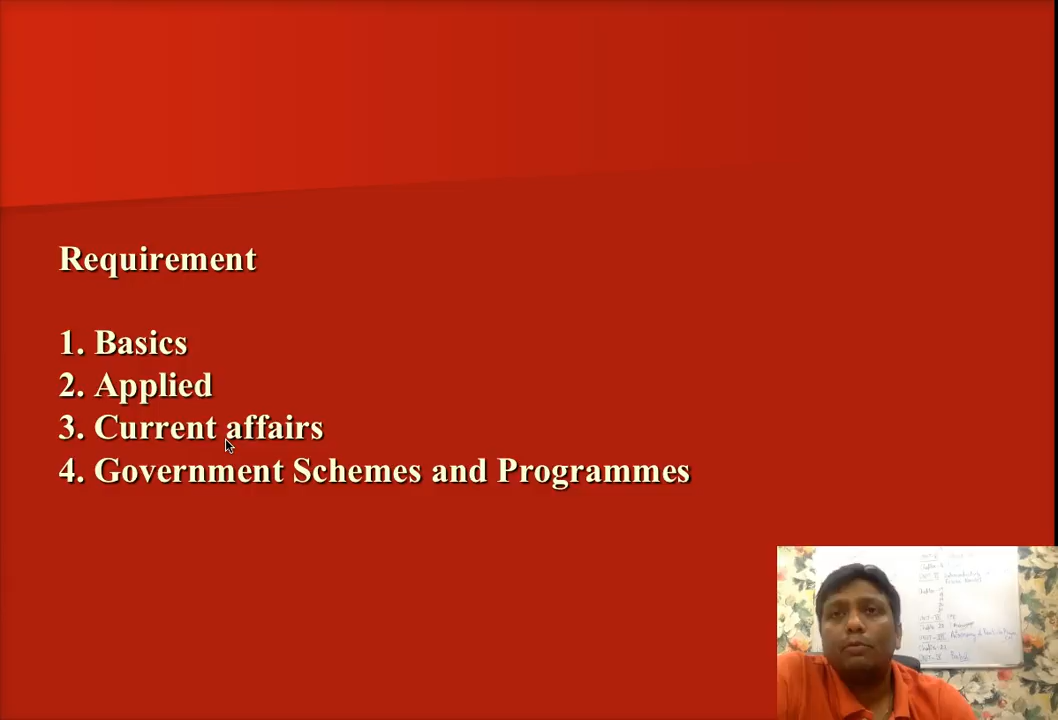 Requirement
1. Basics
2. Applied
3. Current affairs
4. Government Schemes and Programmes